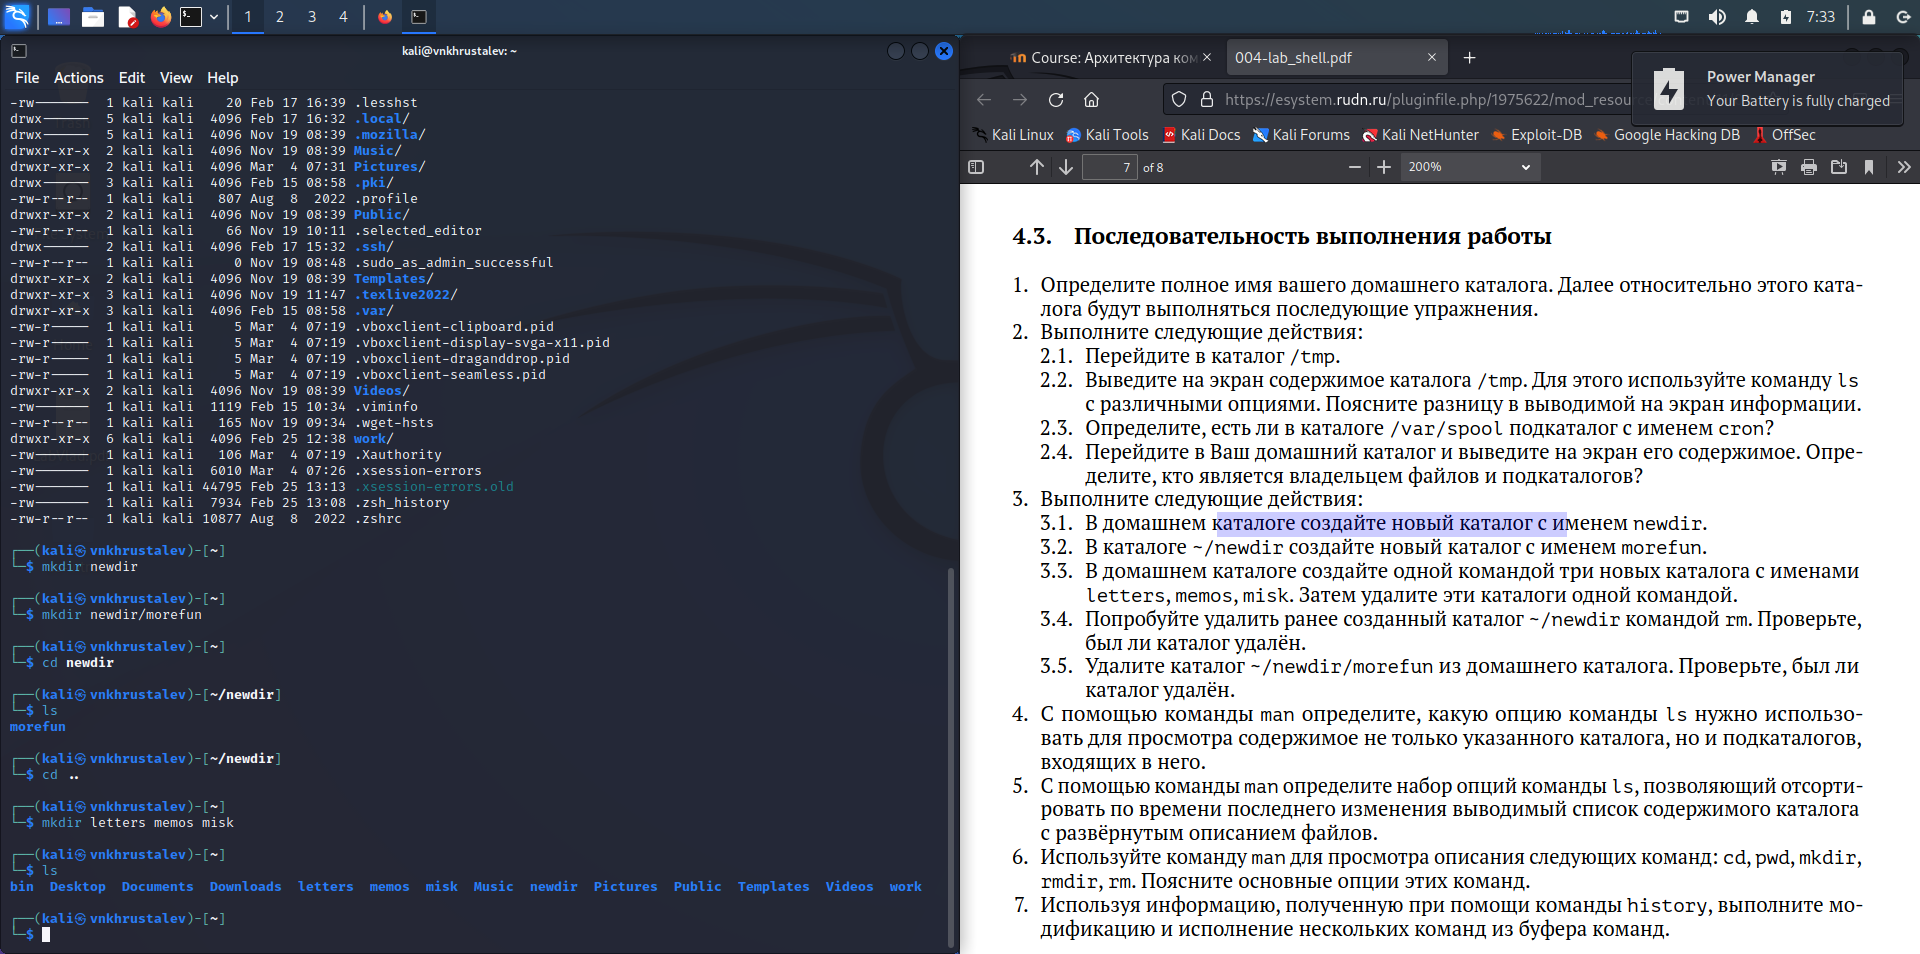 1 2 3 4
7:33
kali@vnkhrustalev: ~
File Actions Edit View Help
-rw------- 1 kali kali 20 Feb 17 16:39 .lesshst
drwx------ 5 kali kali 4096 Feb 17 16:32 .local/
drwx------ 5 kali kali 4096 Nov 19 08:39 .mozilla/
drwxr-xr-x 2 kali kali 4096 Nov 19 08:39 Music/
drwxr-xr-x 2 kali kali 4096 Mar 4 07:31 Pictures/
drwx------ 3 kali kali 4096 Feb 15 08:58 .pki/
-rw-r--r-- 1 kali kali 807 Aug 8 2022 .profile
drwxr-xr-x 2 kali kali 4096 Nov 19 08:39 Public/
-rw-r--r-- 1 kali kali 66 Nov 19 10:11 .selected_editor
drwx------ 2 kali kali 4096 Feb 17 15:32 .ssh/
-rw-r--r-- 1 kali kali 0 Nov 19 08:48 .sudo_as_admin_successful
drwxr-xr-x 2 kali kali 4096 Nov 19 08:39 Templates/
drwxr-xr-x 3 kali kali 4096 Nov 19 11:47 .texlive2022/
drwxr-xr-x 3 kali kali 4096 Feb 15 08:58 .var/
-rw-r----- 1 kali kali 5 Mar 4 07:19 .vboxclient-clipboard.pid
-rw-r----- 1 kali kali 5 Mar 4 07:19 .vboxclient-display-svga-x11.pid
-rw-r----- 1 kali kali 5 Mar 4 07:19 .vboxclient-draganddrop.pid
-rw-r----- 1 kali kali 5 Mar 4 07:19 .vboxclient-seamless.pid
drwxr-xr-x 2 kali kali 4096 Nov 19 08:39 Videos/
-rw------- 1 kali kali 1119 Feb 15 10:34 .viminfo
-rw------- 1 kali kali 165 Nov 19 09:34 .wget-hsts
drwxr-xr-x 6 kali kali 4096 Feb 25 12:38 work/
-rw------- 1 kali kali 106 Mar 4 07:19 .Xauthority
-rw------- 1 kali kali 6010 Mar 4 07:26 .xsession-errors
-rw------- 1 kali kali 44795 Feb 25 13:13 .xsession-errors.old
-rw------- 1 kali kali 7934 Feb 25 13:08 .zsh_history
-rw-r--r-- 1 kali kali 10877 Aug 8 2022 .zshrc
┌──(kali㉿vnkhrustalev)-[~]
└─$ mkdir newdir
┌──(kali㉿vnkhrustalev)-[~]
└─$ mkdir newdir/morefun
┌──(kali㉿vnkhrustalev)-[~]
└─$ cd newdir
┌──(kali㉿vnkhrustalev)-[~/newdir]
└─$ ls
morefun
┌──(kali㉿vnkhrustalev)-[~/newdir]
└─$ cd ..
┌──(kali㉿vnkhrustalev)-[~]
└─$ mkdir letters memos misk
┌──(kali㉿vnkhrustalev)-[~]
└─$ ls
bin Desktop Documents Downloads letters memos misk Music newdir Pictures Public Templates Videos work
┌──(kali㉿vnkhrustalev)-[~]
└─$
Course: Архитектура ком
004-lab_shell.pdf
Power Manager
Your Battery is fully charged
https://esystem.rudn.ru/pluginfile.php/1975622/mod_resour
Kali Linux Kali Tools Kali Docs Kali Forums Kali NetHunter Exploit-DB Google Hacking DB OffSec
7 of 8 200%
4.3. Последовательность выполнения работы
1. Определите полное имя вашего домашнего каталога. Далее относительно этого ката-
лога будут выполняться последующие упражнения.
2. Выполните следующие действия:
2.1. Перейдите в каталог /tmp.
2.2. Выведите на экран содержимое каталога /tmp. Для этого используйте команду ls
с различными опциями. Поясните разницу в выводимой на экран информации.
2.3. Определите, есть ли в каталоге /var/spool подкаталог с именем cron?
2.4. Перейдите в Ваш домашний каталог и выведите на экран его содержимое. Опре-
делите, кто является владельцем файлов и подкаталогов?
3. Выполните следующие действия:
3.1. В домашнем каталоге создайте новый каталог с именем newdir.
3.2. В каталоге ~/newdir создайте новый каталог с именем morefun.
3.3. В домашнем каталоге создайте одной командой три новых каталога с именами
letters, memos, misk. Затем удалите эти каталоги одной командой.
3.4. Попробуйте удалить ранее созданный каталог ~/newdir командой rm. Проверьте,
был ли каталог удалён.
3.5. Удалите каталог ~/newdir/morefun из домашнего каталога. Проверьте, был ли
каталог удалён.
4. С помощью команды man определите, какую опцию команды ls нужно использо-
вать для просмотра содержимое не только указанного каталога, но и подкаталогов,
входящих в него.
5. С помощью команды man определите набор опций команды ls, позволяющий отсорти-
ровать по времени последнего изменения выводимый список содержимого каталога
с развёрнутым описанием файлов.
6. Используйте команду man для просмотра описания следующих команд: cd, pwd, mkdir,
rmdir, rm. Поясните основные опции этих команд.
7. Используя информацию, полученную при помощи команды history, выполните мо-
дификацию и исполнение нескольких команд из буфера команд.